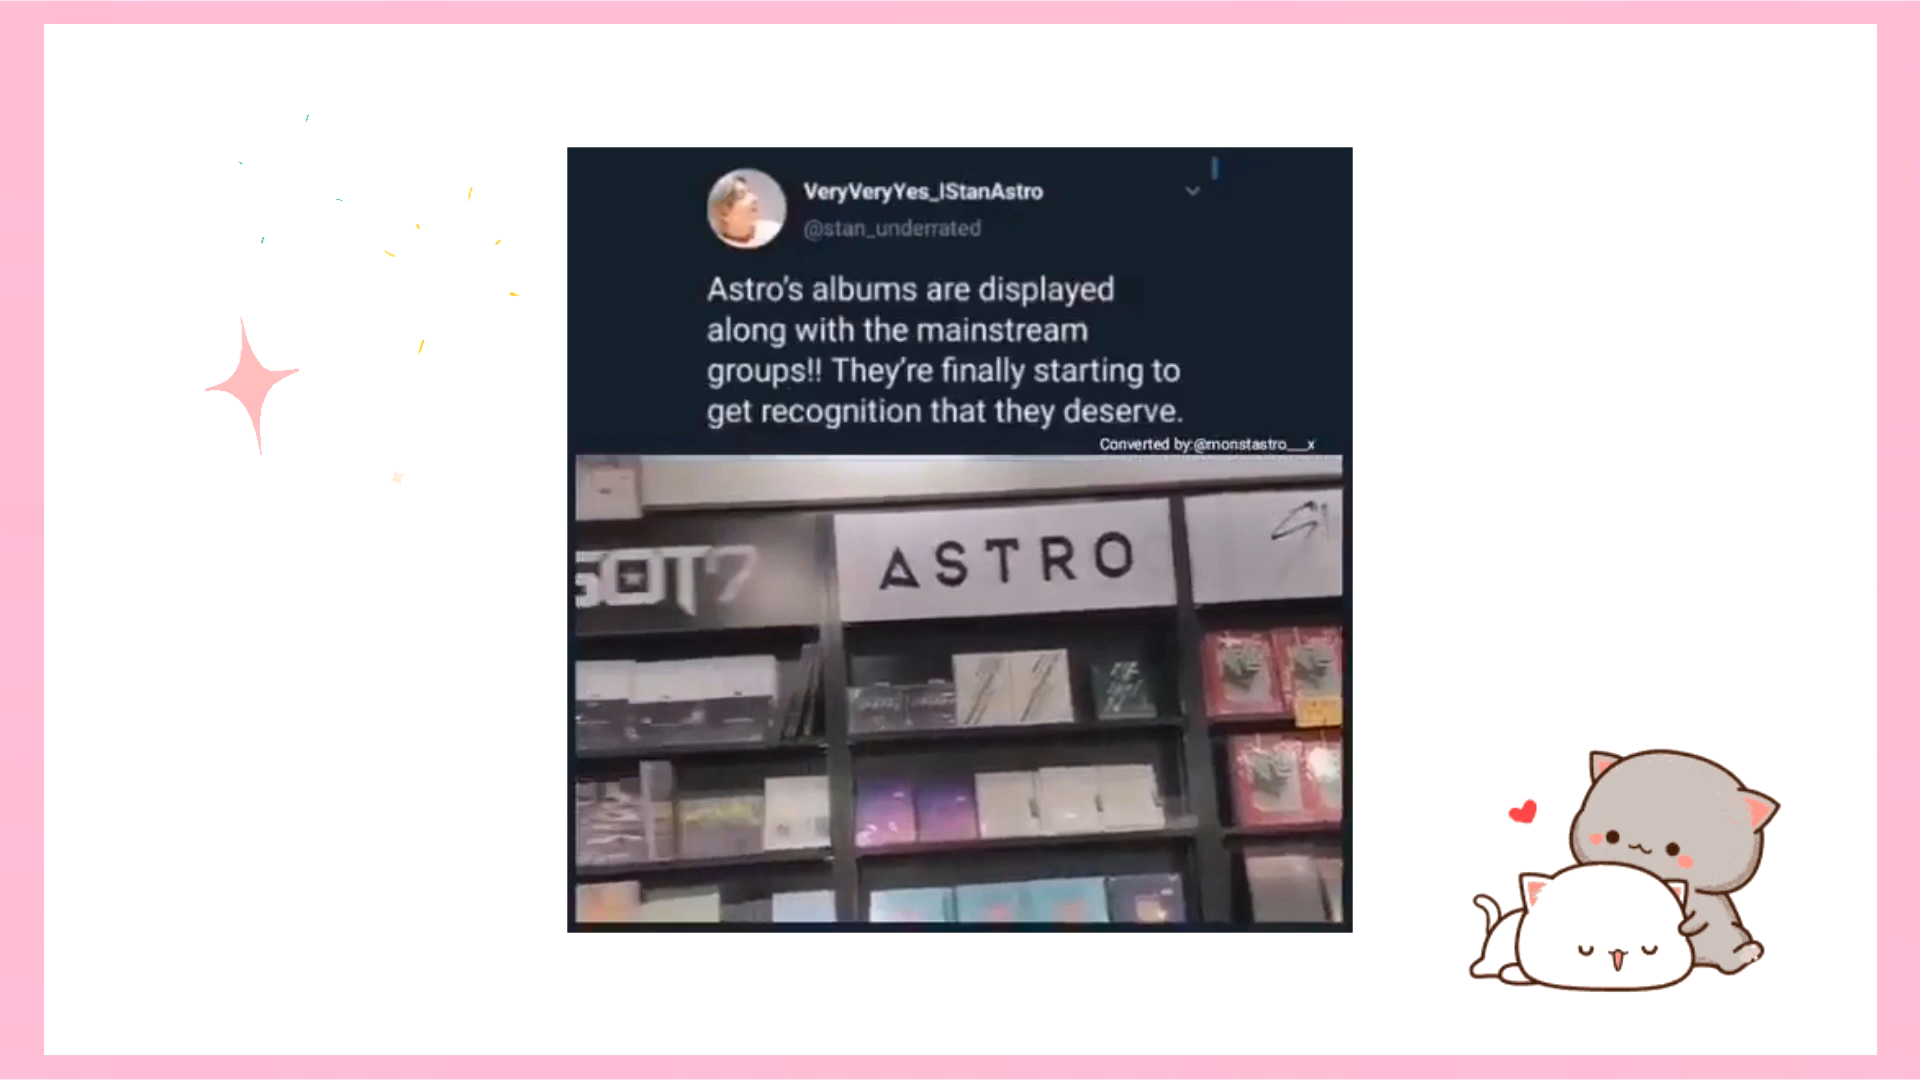 VeryVeryYes_IStanAstro
@stan_underrated
Astro's albums are displayed
along with the mainstream
groups!! They're finally starting to
get recognition that they deserve.
Converted by:@monstastro___x
GOT7
ASTRO